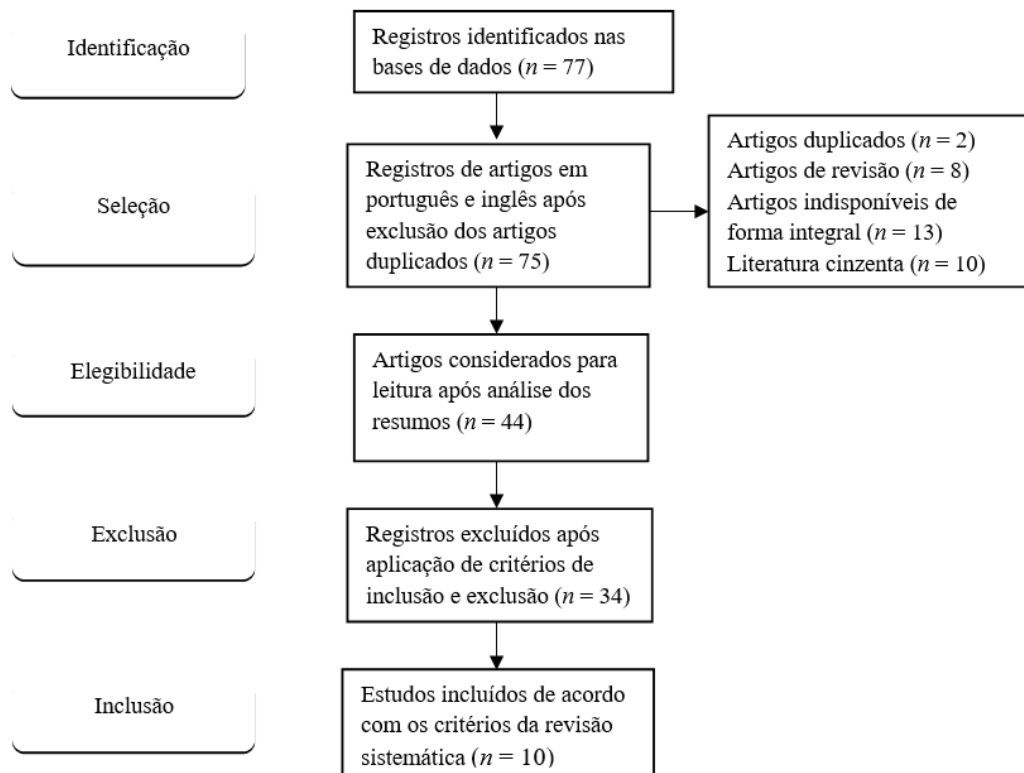 Identificação
Registros identificados nas
bases de dados (n = 77)
Seleção
Registros de artigos em
português e inglês após
exclusão dos artigos
duplicados (n = 75)
Artigos duplicados (n = 2)
Artigos de revisão (n = 8)
Artigos indisponíveis de
forma integral (n = 13)
Literatura cinzenta (n = 10)
Elegibilidade
Artigos considerados para
leitura após análise dos
resumos (n = 44)
Exclusão
Registros excluídos após
aplicação de critérios de
inclusão e exclusão (n = 34)
Inclusão
Estudos incluídos de acordo
com os critérios da revisão
sistemática (n = 10)